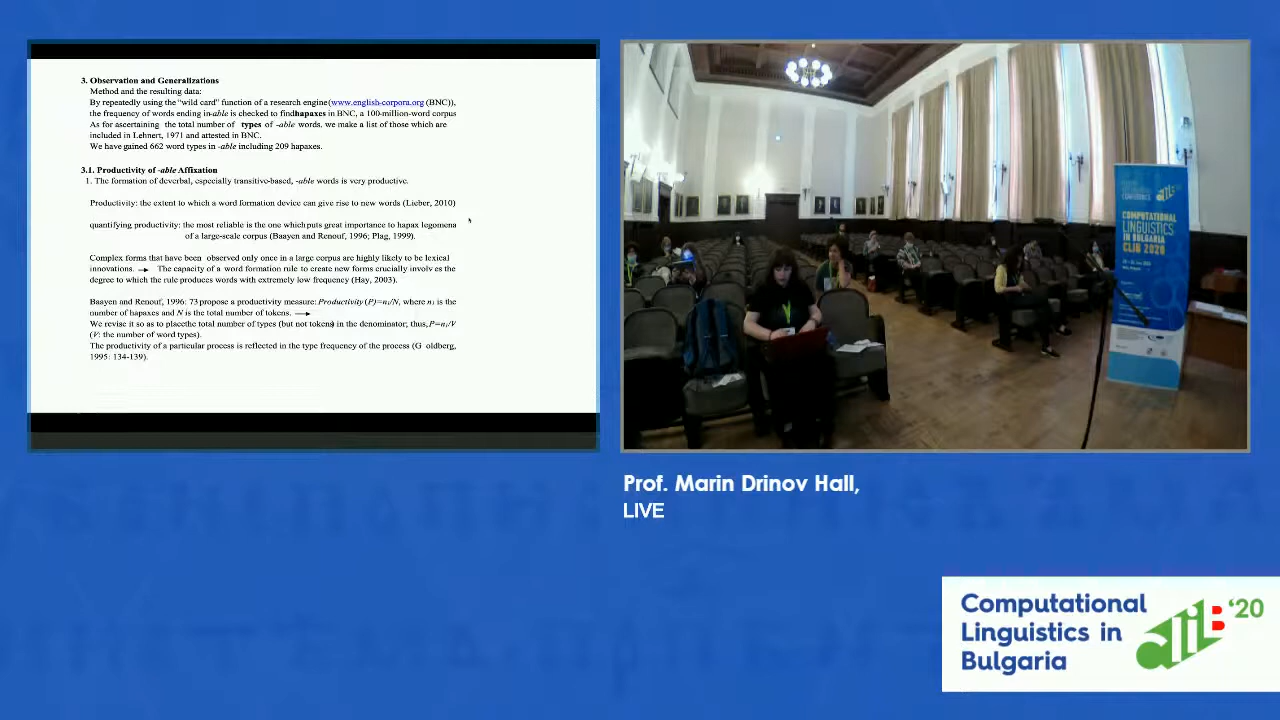 3. Observation and Generalizations
Method and the resulting data:
By repeatedly using the "wild card" function of a research engine(www.english-corpora.org (BNC)),
the frequency of words ending in-able is checked to findhapaxes in BNC, a 100-million-word corpus
As for ascertaining the total number of types of -able words, we make a list of those which are
included in Lehnert, 1971 and attested in BNC.
We have gained 662 word types in -able including 209 hapaxes.
3.1. Productivity of -able Affixation
1. The formation of deverbal, especially transitive-based, -able words is very productive.
Productivity: the extent to which a word formation device can give rise to new words (Lieber, 2010)
quantifying productivity: the most reliable is the one whichputs great importance to hapax legomena
of a large-scale corpus (Baayen and Renouf, 1996; Plag, 1999).
Complex forms that have been observed only once in a large corpus are highly likely to be lexical
innovations. → The capacity of a word formation rule to create new forms crucially involves the
degree to which the rule produces words with extremely low frequency (Hay, 2003).
Baayen and Renouf, 1996: 73 propose a productivity measure: Productivity (P)=n₁/N, where n₁ is the
number of hapaxes and N is the total number of tokens. →
We revise it so as to placethe total number of types (but not tokens) in the denominator; thus,P=n₁/V
(V: the number of word types).
The productivity of a particular process is reflected in the type frequency of the process (G oldberg,
1995: 134-139).
COMPUTATIONAL
LINGUISTICS
IN BULGARIA
CLIB 2020
Prof. Marin Drinov Hall,
LIVE
Computational
Linguistics in
Bulgaria
CLIB '20